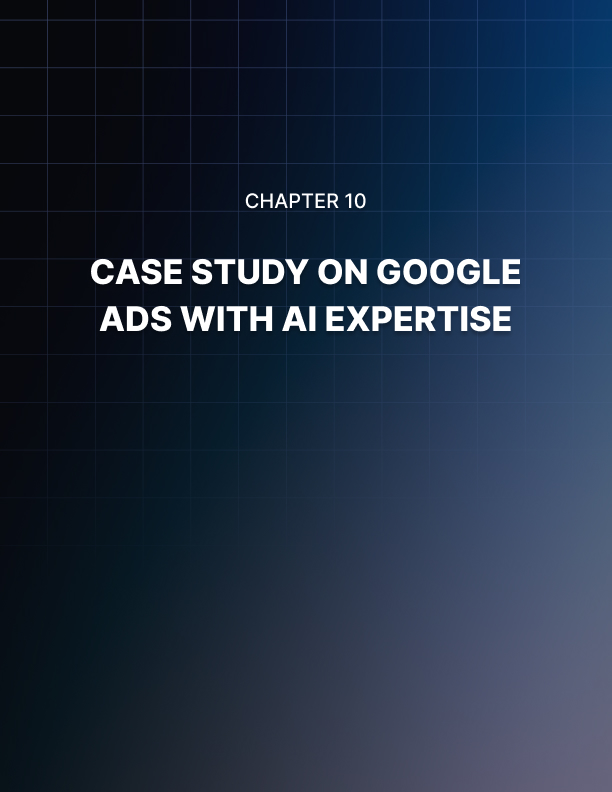 CHAPTER 10
CASE STUDY ON GOOGLE
ADS WITH AI EXPERTISE